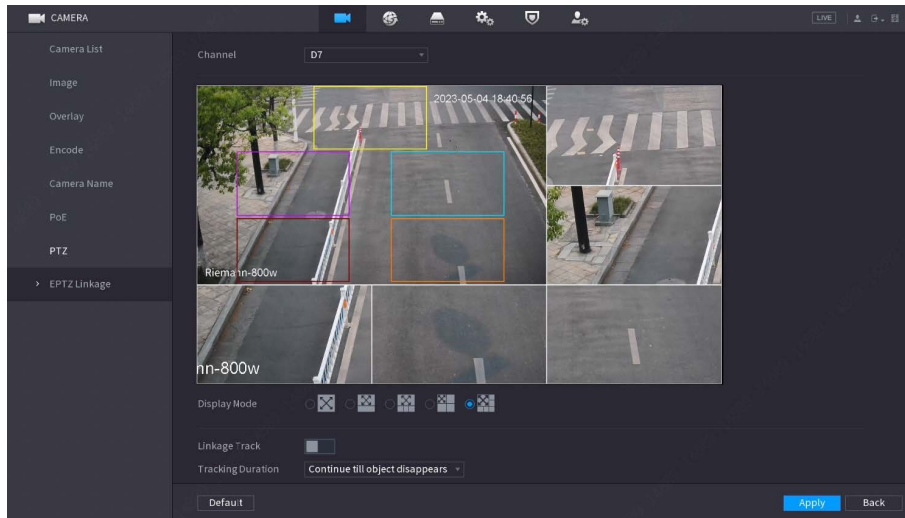 CAMERA
LIVE
Camera List
Image
Overlay
Encode
Camera Name
PoE
PTZ
EPTZ Linkage
Channel D7
2023-05-04 18:40:56
Riemann-800w
nn-800w
Display Mode
Linkage Track
Tracking Duration Continue till object disappears
Default Apply Back